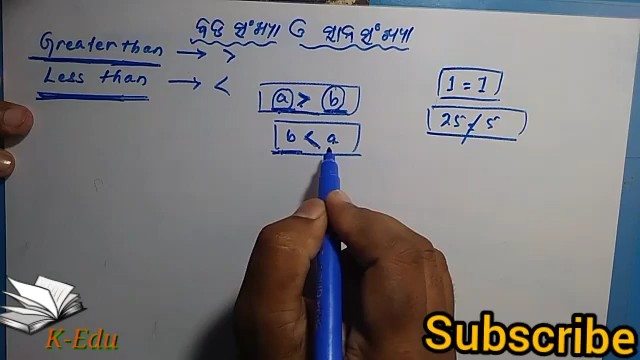 ବଡ ସଂଖ୍ୟା ଓ ସାନ ସଂଖ୍ୟା
Greater than → >
Less than → <
a > b
b < a
1 = 1
25 ≠ 5
K-Edu
Subscribe